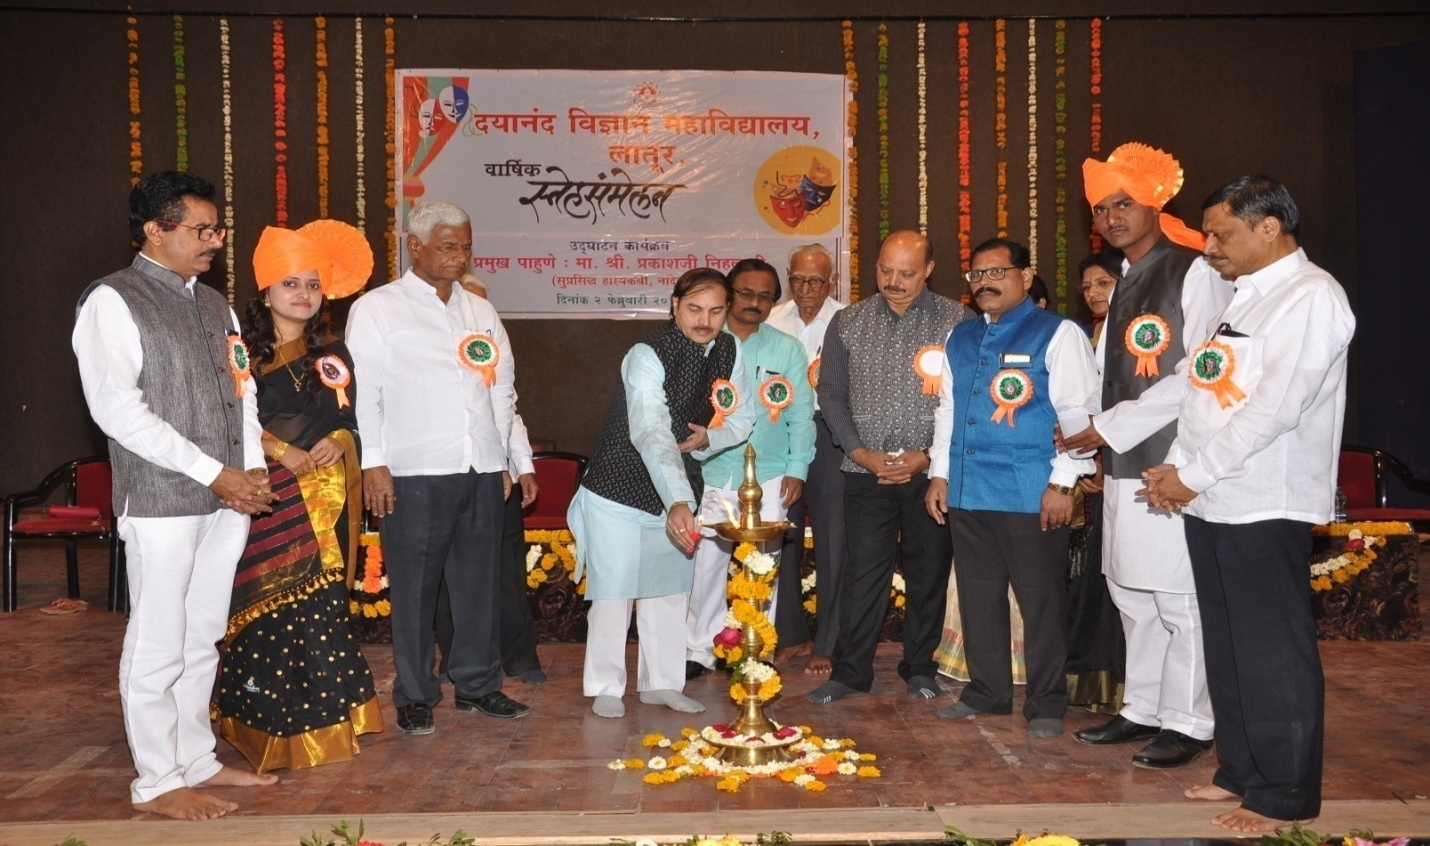 दयानंद विज्ञान महाविद्यालय,
लातूर.
वार्षिक
स्नेहसंमेलन
उद्घाटन कार्यक्रम
प्रमुख पाहुणे : मा. श्री. प्रकाशजी
(सुप्रसिद्ध हास्यकवी,
दिनांक २ फेब्रुवारी